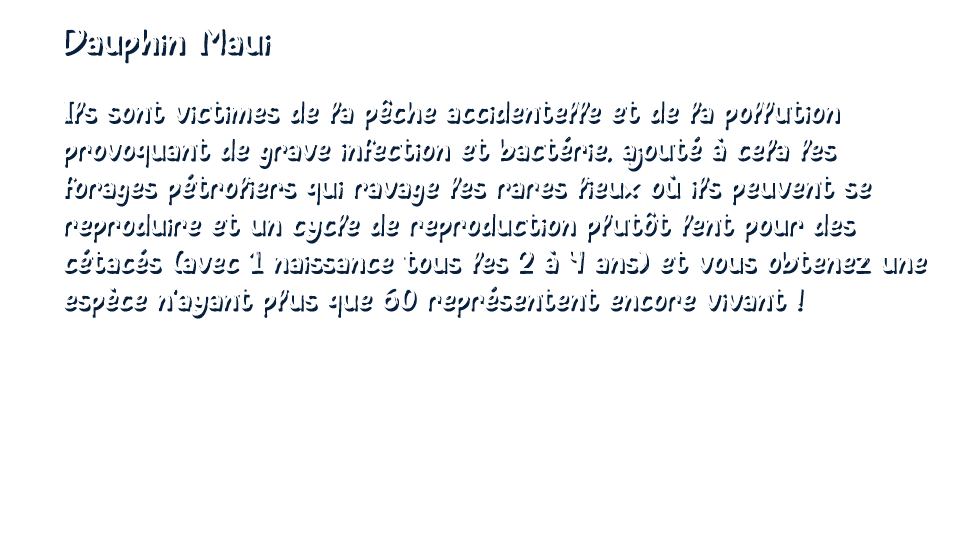 Dauphin Maui
Ils sont victimes de la pêche accidentelle et de la pollution
provoquant de grave infection et bactérie, ajouté à cela les
forages pétroliers qui ravage les rares lieux où ils peuvent se
reproduire et un cycle de reproduction plutôt lent pour des
cétacés (avec 1 naissance tous les 2 à 4 ans) et vous obtenez une
espèce n'ayant plus que 60 représentent encore vivant !